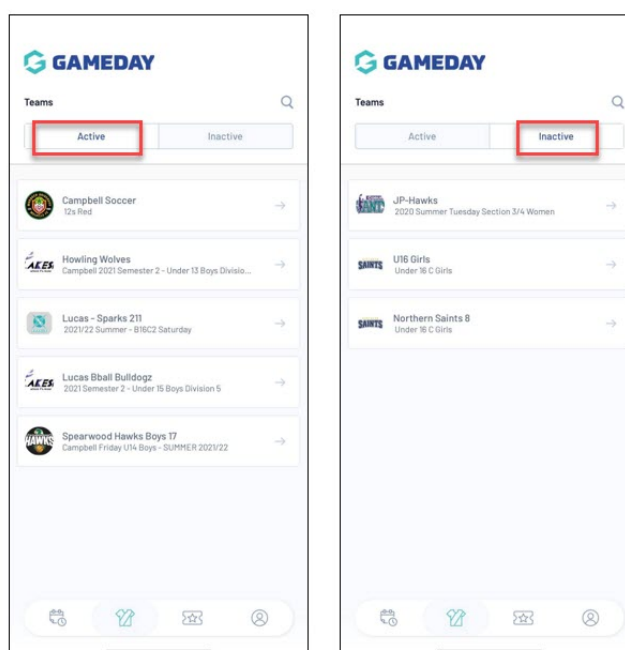 GAMEDAY
Teams
Active Inactive
Campbell Soccer
12s Red
Howling Wolves
Campbell 2021 Semester 2 - Under 13 Boys Divisio...
Lucas - Sparks 211
2021/22 Summer - B16C2 Saturday
Lucas Bball Bulldogz
2021 Semester 2 - Under 15 Boys Division 5
HAWKS
Spearwood Hawks Boys 17
Campbell Friday U14 Boys - SUMMER 2021/22
GAMEDAY
Teams
Active Inactive
JP-Hawks
2020 Summer Tuesday Section 3/4 Women
SAINTS
U16 Girls
Under 16 C Girls
SAINTS
Northern Saints 8
Under 16 C Girls